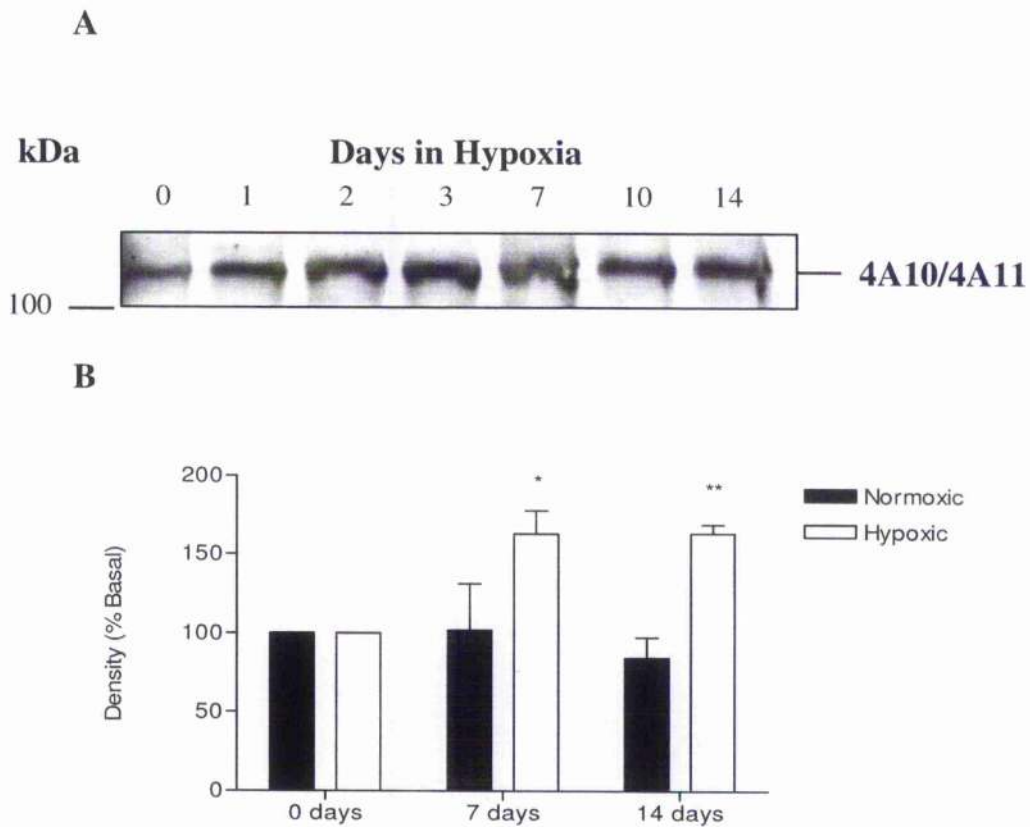 A
kDa
Days in Hypoxia
0 1 2 3 7 10 14
4A10/4A11
100
B
200
150
100
50
0
Density (% Basal)
* **
Normoxic
Hypoxic
0 days 7 days 14 days